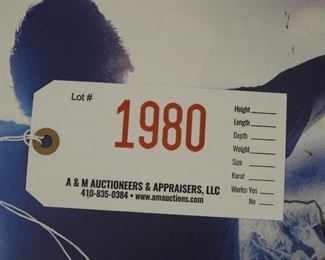 Lot #
1980
Height
Length
Depth
Weight
Size
Karat
Works: Yes
No
A & M AUCTIONEERS & APPRAISERS, LLC
410-835-0384 • www.amauctions.com